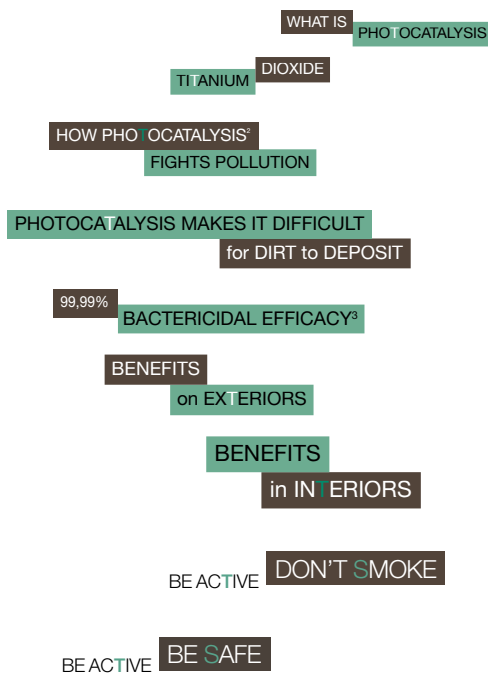 WHAT IS
PHOTOCATALYSIS
TITANIUM DIOXIDE
HOW PHOTOCATALYSIS²
FIGHTS POLLUTION
PHOTOCATALYSIS MAKES IT DIFFICULT
for DIRT to DEPOSIT
99,99%
BACTERICIDAL EFFICACY³
BENEFITS
on EXTERIORS
BENEFITS
in INTERIORS
BE ACTIVE DON'T SMOKE
BE ACTIVE BE SAFE